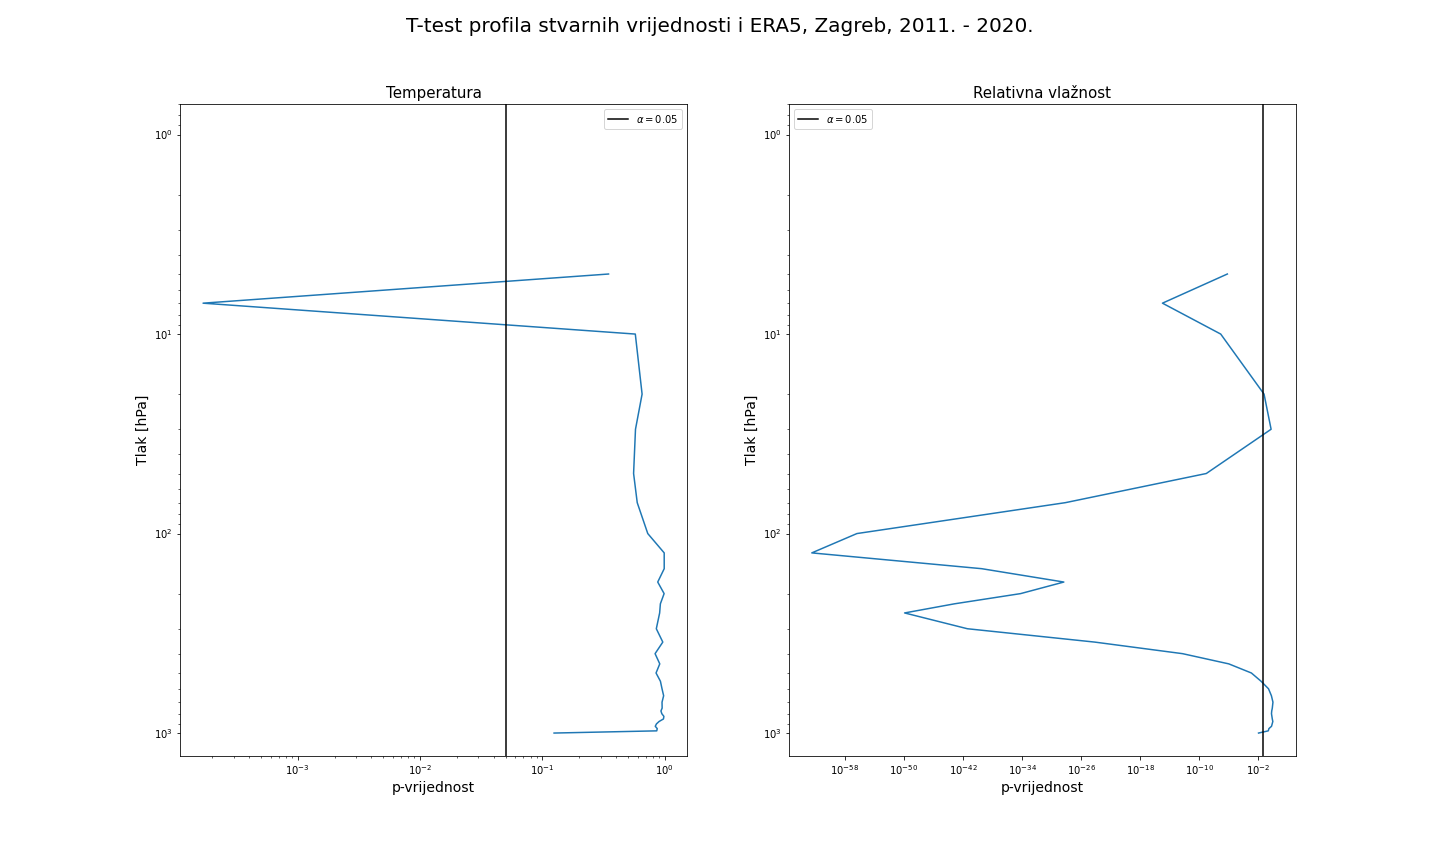 T-test profila stvarnih vrijednosti i ERA5, Zagreb, 2011. - 2020.
Temperatura
α = 0.05
10⁰
10¹
10²
10³
Tlak [hPa]
10⁻³
10⁻²
10⁻¹
10⁰
p-vrijednost
Relativna vlažnost
α = 0.05
10⁰
10¹
10²
10³
Tlak [hPa]
10⁻⁵⁸
10⁻⁵⁰
10⁻⁴²
10⁻³⁴
10⁻²⁶
10⁻¹⁸
10⁻¹⁰
10⁻²
p-vrijednost